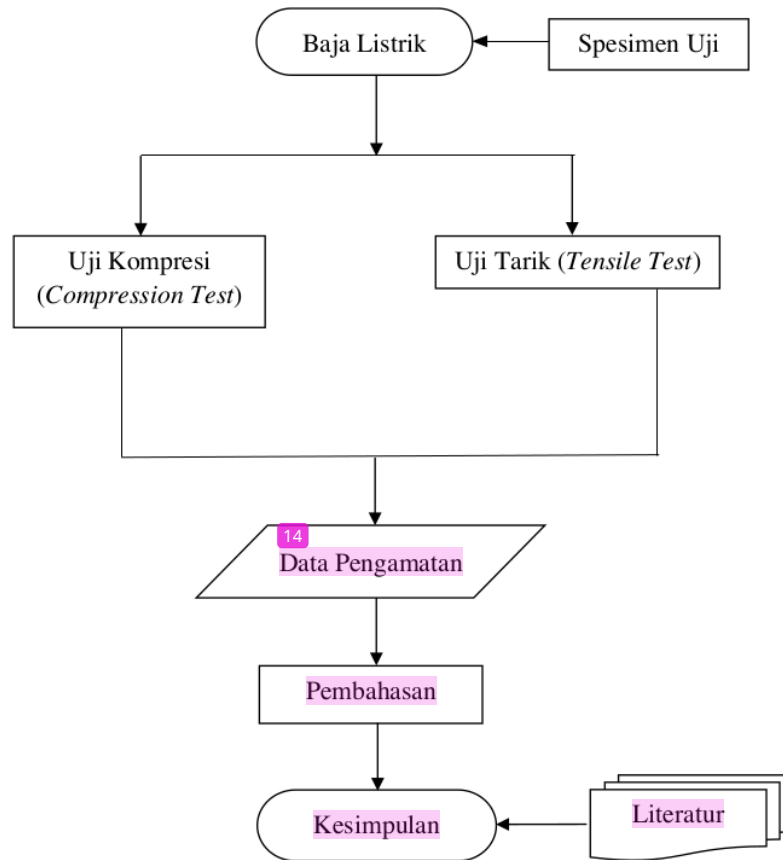 Baja Listrik
Spesimen Uji
Uji Kompresi
(Compression Test)
Uji Tarik (Tensile Test)
14
Data Pengamatan
Pembahasan
Kesimpulan
Literatur